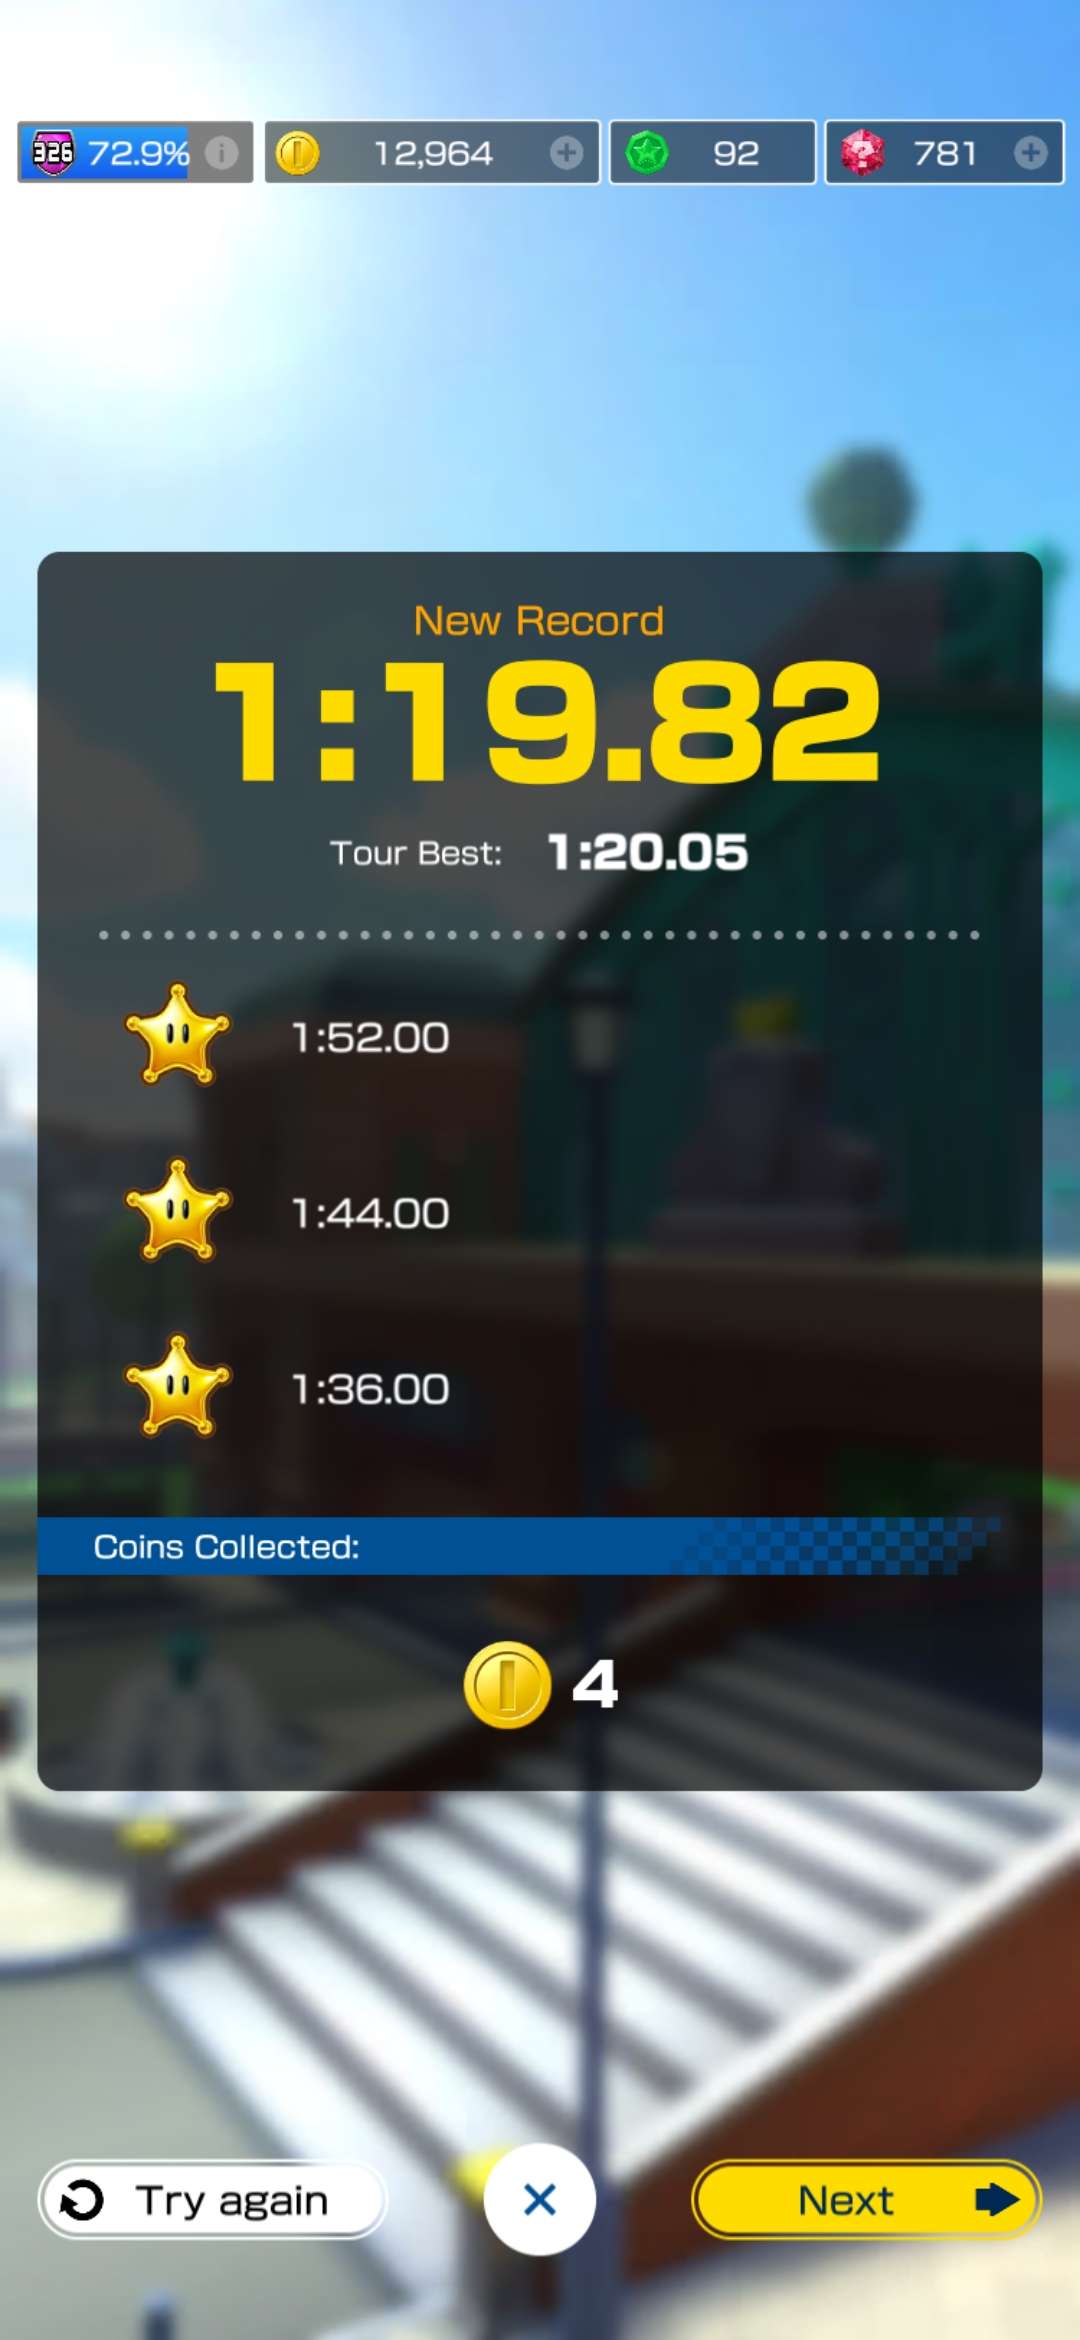 326 72.9% i 12,964 + 92 ? 781 +
New Record
1:19.82
Tour Best: 1:20.05
1:52.00
1:44.00
1:36.00
Coins Collected:
4
Try again × Next